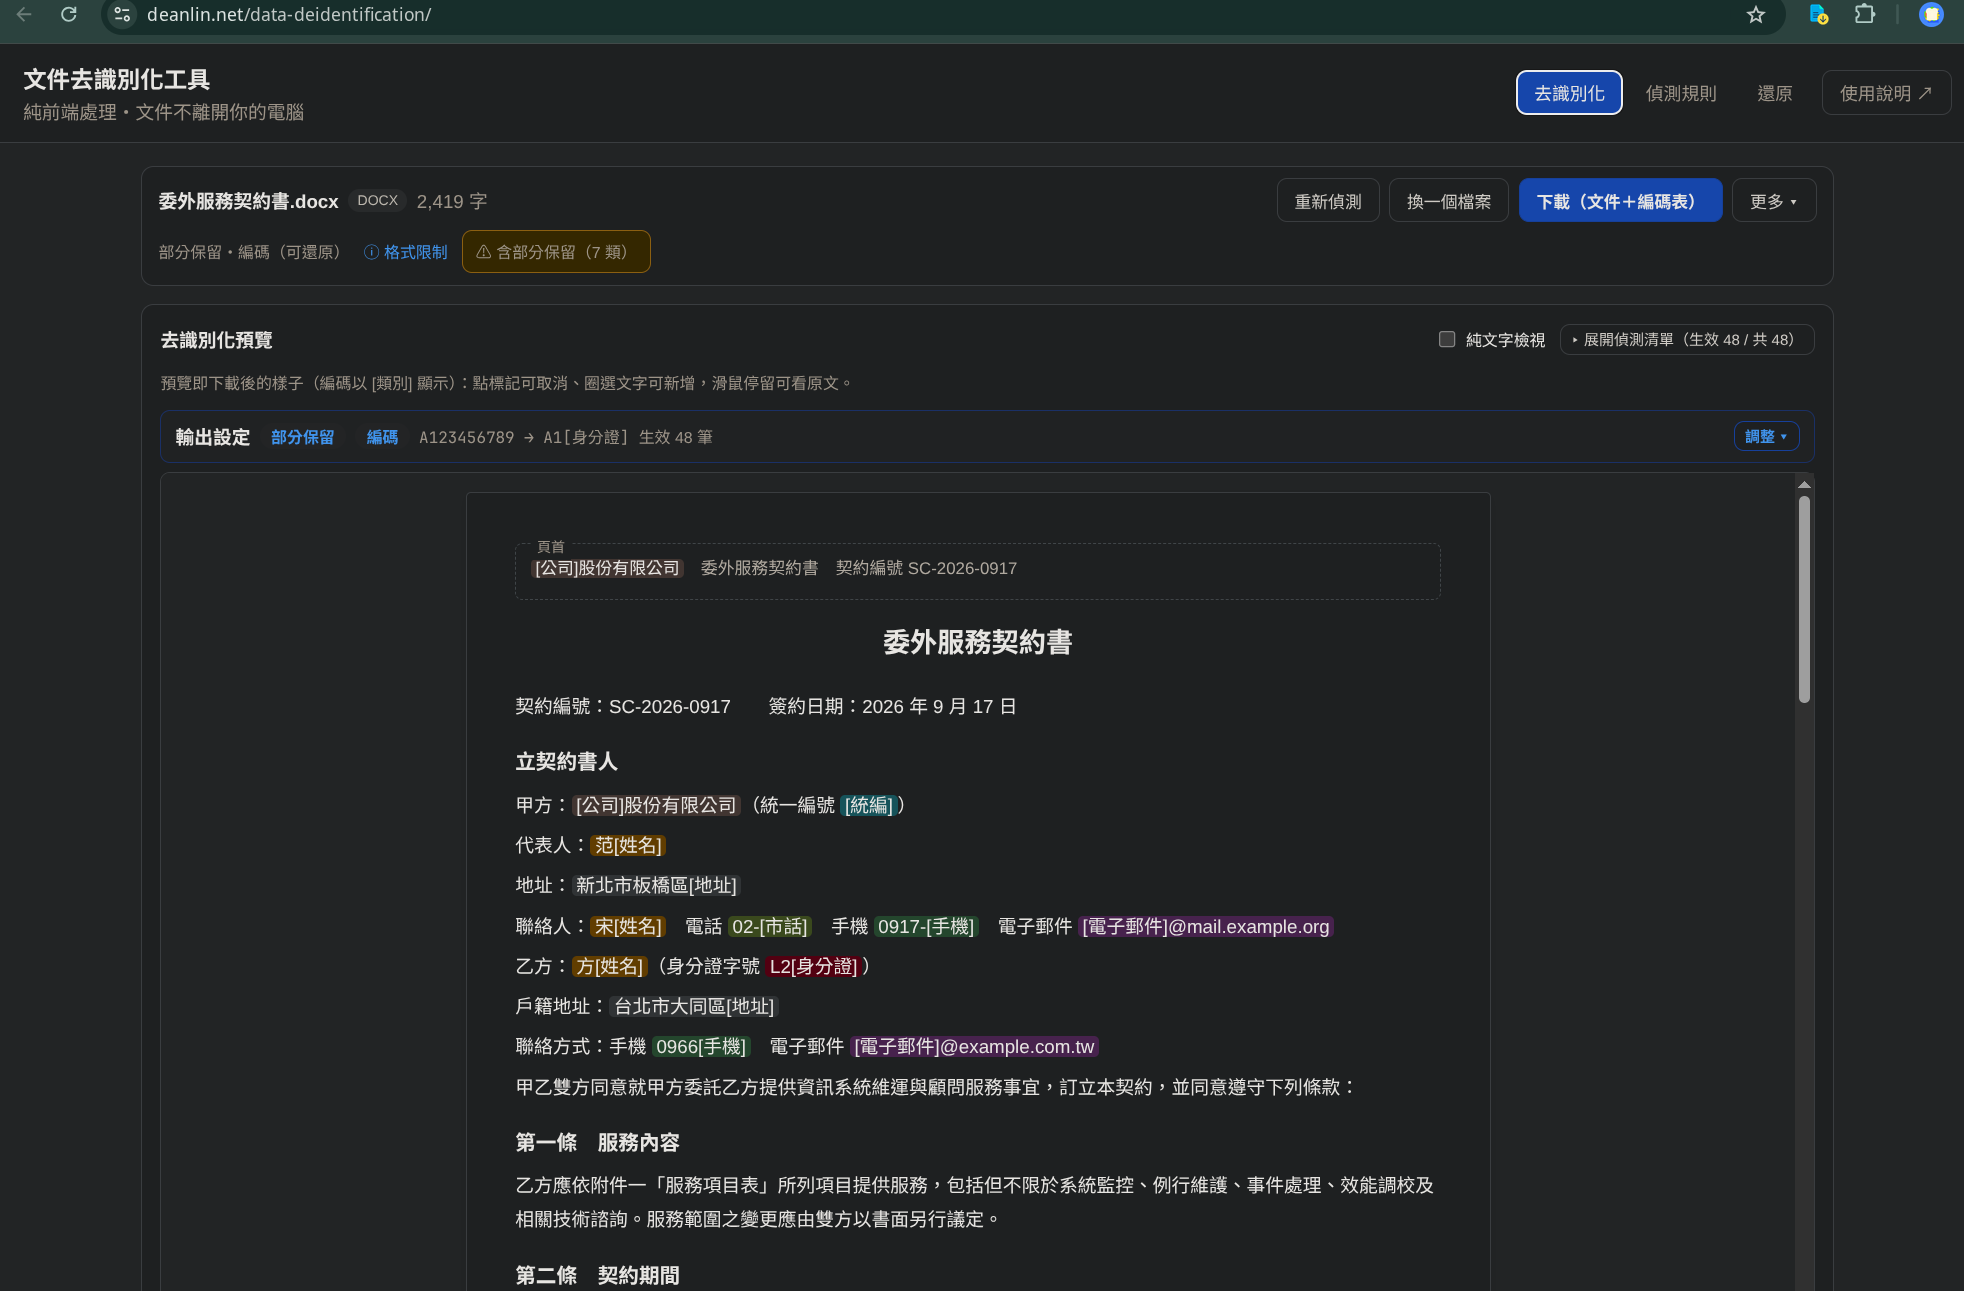 deanlin.net/data-deidentification/
文件去識別化工具
純前端處理・文件不離開你的電腦
去識別化
偵測規則
還原
使用說明 ↗
委外服務契約書.docx DOCX 2,419 字
重新偵測
換一個檔案
下載（文件＋編碼表）
更多 ▾
部分保留・編碼（可還原） ⓘ 格式限制 ⚠ 含部分保留（7 類）
去識別化預覽
純文字檢視
▸ 展開偵測清單（生效 48 / 共 48）
預覽即下載後的樣子（編碼以 [類別] 顯示）：點標記可取消、圈選文字可新增，滑鼠停留可看原文。
輸出設定 部分保留 編碼 A123456789 → A1[身分證] 生效 48 筆
調整 ▾
頁首
[公司]股份有限公司 委外服務契約書 契約編號 SC-2026-0917
委外服務契約書
契約編號：SC-2026-0917 簽約日期：2026 年 9 月 17 日
立契約書人
甲方：[公司]股份有限公司（統一編號 [統編]）
代表人：范[姓名]
地址：新北市板橋區[地址]
聯絡人：宋[姓名] 電話 02-[市話] 手機 0917-[手機] 電子郵件 [電子郵件]@mail.example.org
乙方：方[姓名]（身分證字號 L2[身分證]）
戶籍地址：台北市大同區[地址]
聯絡方式：手機 0966[手機] 電子郵件 [電子郵件]@example.com.tw
甲乙雙方同意就甲方委託乙方提供資訊系統維運與顧問服務事宜，訂立本契約，並同意遵守下列條款：
第一條 服務內容
乙方應依附件一「服務項目表」所列項目提供服務，包括但不限於系統監控、例行維護、事件處理、效能調校及
相關技術諮詢。服務範圍之變更應由雙方以書面另行議定。
第二條 契約期間